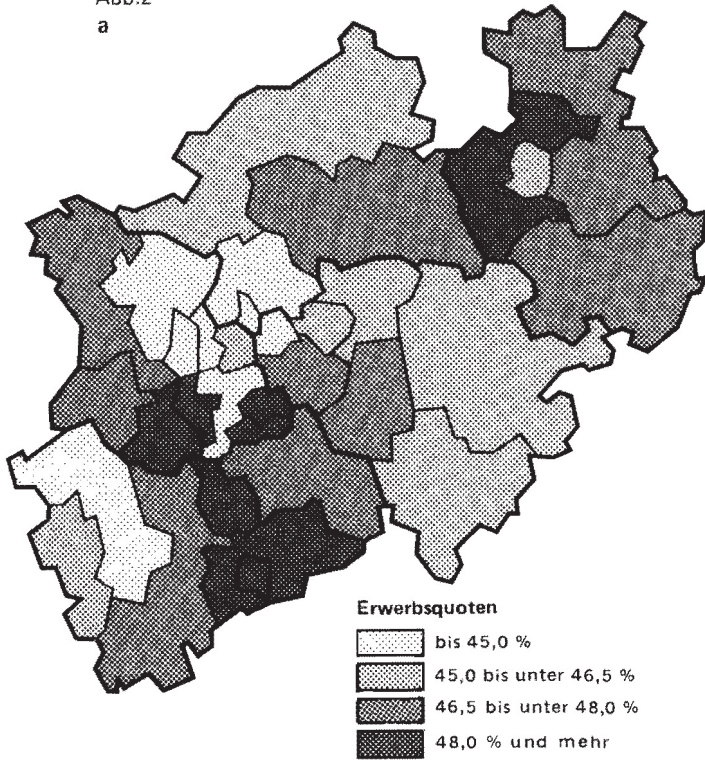 Abb.2
a
Erwerbsquoten
bis 45,0 %
45,0 bis unter 46,5 %
46,5 bis unter 48,0 %
48,0 % und mehr